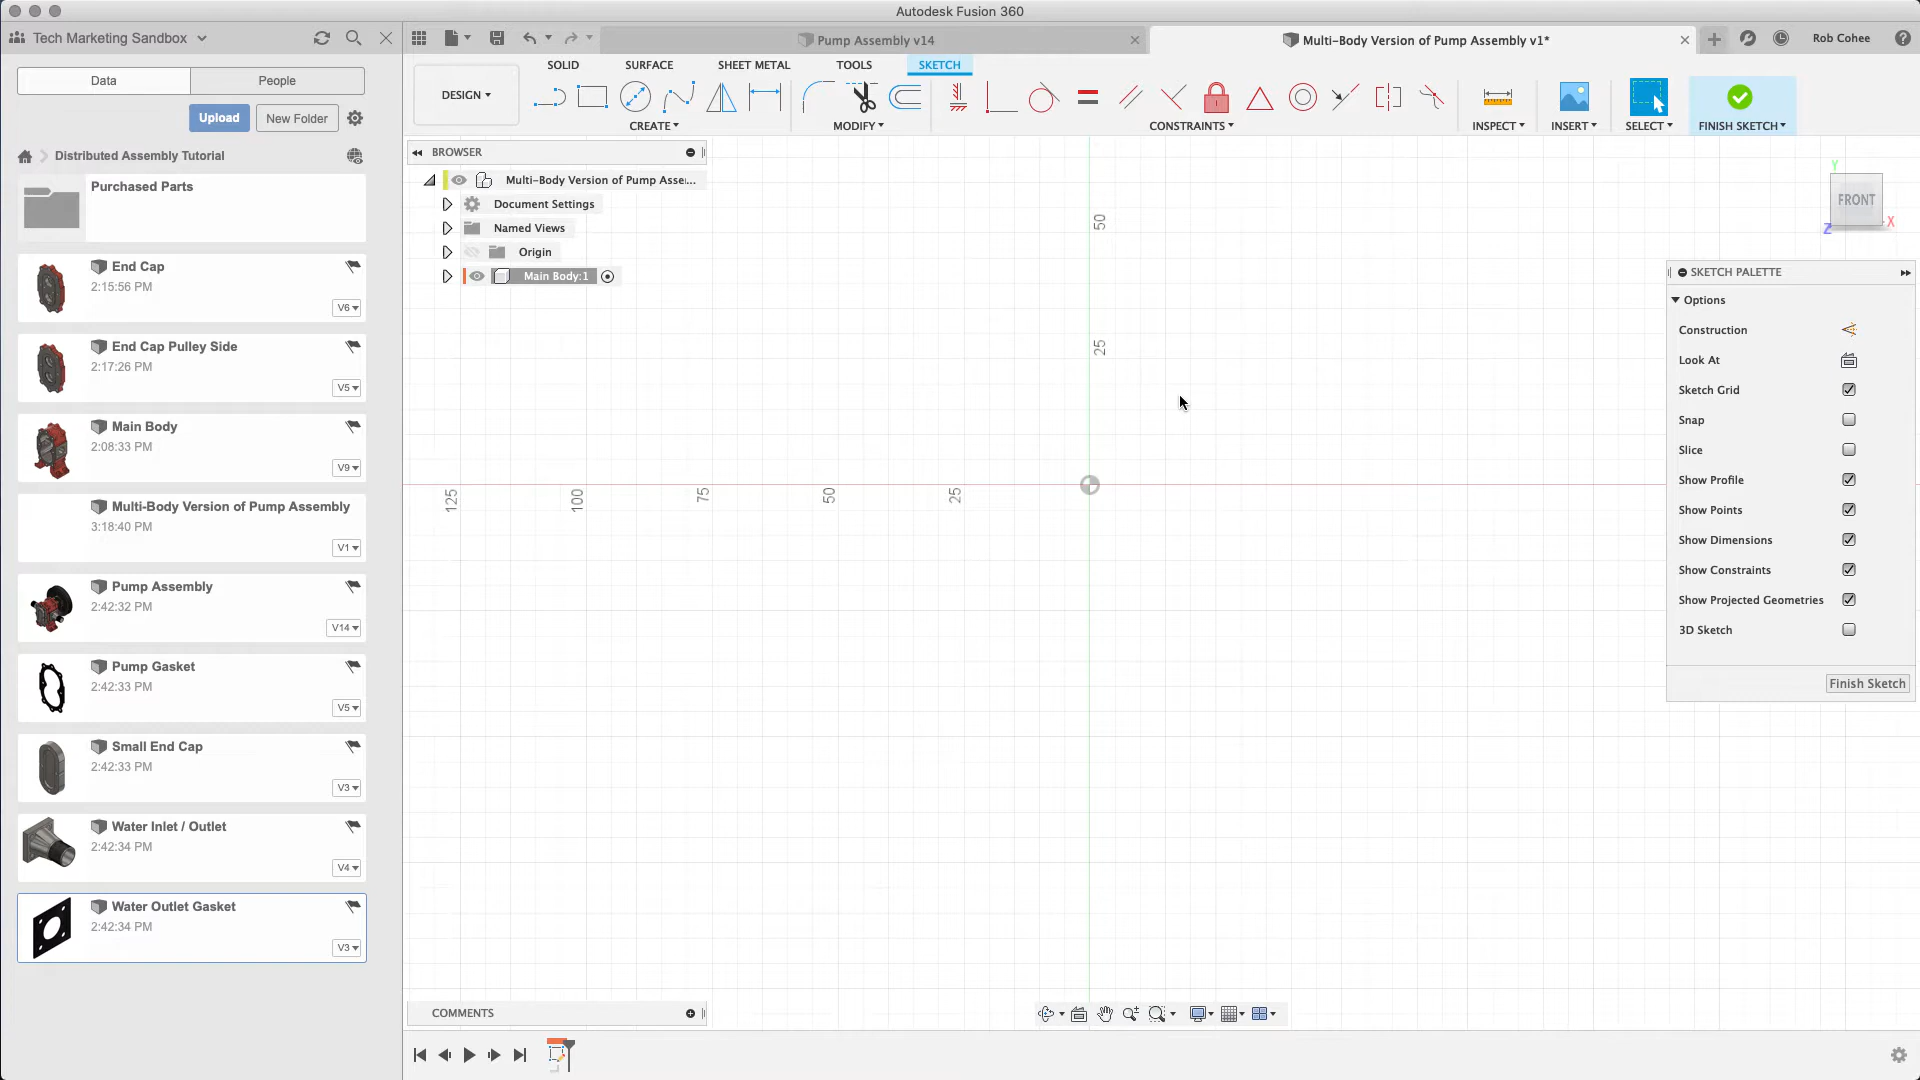 Autodesk Fusion 360
Tech Marketing Sandbox
Pump Assembly v14
Multi-Body Version of Pump Assembly v1*
Rob Cohee
Data
People
Upload
New Folder
Distributed Assembly Tutorial
Purchased Parts
End Cap
2:15:56 PM
V6
End Cap Pulley Side
2:17:26 PM
V5
Main Body
2:08:33 PM
V9
Multi-Body Version of Pump Assembly
3:18:40 PM
V1
Pump Assembly
2:42:32 PM
V14
Pump Gasket
2:42:33 PM
V5
Small End Cap
2:42:33 PM
V3
Water Inlet / Outlet
2:42:34 PM
V4
Water Outlet Gasket
2:42:34 PM
V3
DESIGN
SOLID
SURFACE
SHEET METAL
TOOLS
SKETCH
CREATE
MODIFY
CONSTRAINTS
INSPECT
INSERT
SELECT
FINISH SKETCH
BROWSER
Multi-Body Version of Pump Asse...
Document Settings
Named Views
Origin
Main Body:1
50
25
125
100
75
50
25
Y
FRONT
X
Z
SKETCH PALETTE
Options
Construction
Look At
Sketch Grid
Snap
Slice
Show Profile
Show Points
Show Dimensions
Show Constraints
Show Projected Geometries
3D Sketch
Finish Sketch
COMMENTS